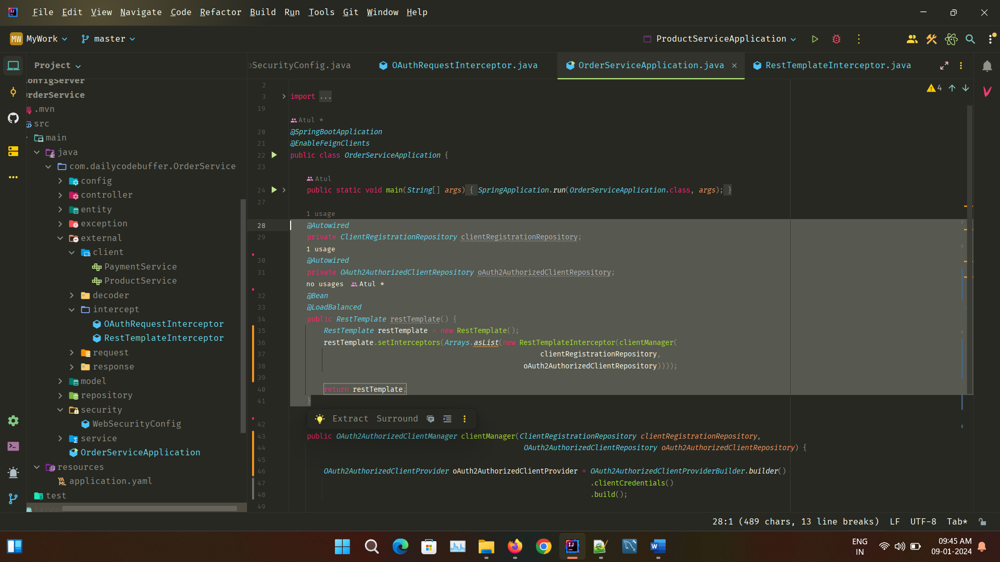 File Edit View Navigate Code Refactor Build Run Tools Git Window Help
MW MyWork master ProductServiceApplication
Project
SecurityConfig.java OAuthRequestInterceptor.java OrderServiceApplication.java RestTemplateInterceptor.java
ConfigServer
OrderService
.mvn
src
main
java
com.dailycodebuffer.OrderService
config
controller
entity
exception
external
client
PaymentService
ProductService
decoder
intercept
OAuthRequestInterceptor
RestTemplateInterceptor
request
response
model
repository
security
WebSecurityConfig
service
OrderServiceApplication
resources
application.yaml
test
target
4
2
3 import ...
19
Atul *
20 @SpringBootApplication
21 @EnableFeignClients
22 public class OrderServiceApplication {
23
Atul
24 public static void main(String[] args) { SpringApplication.run(OrderServiceApplication.class, args); }
27
1 usage
28 @Autowired
29 private ClientRegistrationRepository clientRegistrationRepository;
1 usage
30 @Autowired
31 private OAuth2AuthorizedClientRepository oAuth2AuthorizedClientRepository;
no usages Atul *
32 @Bean
33 @LoadBalanced
34 public RestTemplate restTemplate() {
35 RestTemplate restTemplate = new RestTemplate();
36 restTemplate.setInterceptors(Arrays.asList(new RestTemplateInterceptor(clientManager(
37 clientRegistrationRepository,
38 oAuth2AuthorizedClientRepository))));
39
40 return restTemplate;
41 }
Extract Surround
42
43 public OAuth2AuthorizedClientManager clientManager(ClientRegistrationRepository clientRegistrationRepository,
44 OAuth2AuthorizedClientRepository oAuth2AuthorizedClientRepository) {
45
46 OAuth2AuthorizedClientProvider oAuth2AuthorizedClientProvider = OAuth2AuthorizedClientProviderBuilder.builder()
47 .clientCredentials()
48 .build();
49
28:1 (489 chars, 13 line breaks) LF UTF-8 Tab*
ENG
IN
09:45 AM
09-01-2024